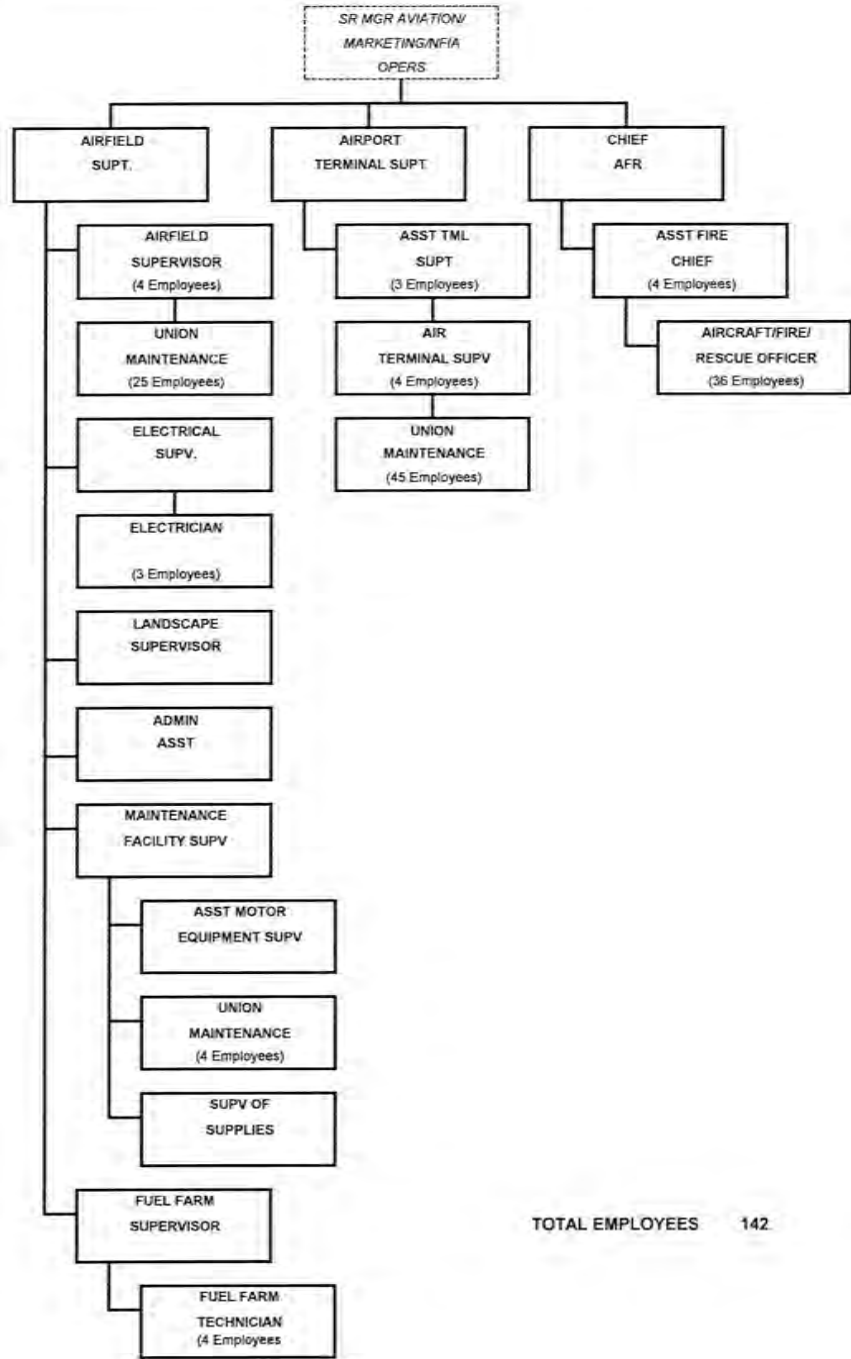 SR MGR AVIATION/
MARKETING/NFIA
OPERS
AIRFIELD
SUPT.
AIRPORT
TERMINAL SUPT
CHIEF
AFR
AIRFIELD
SUPERVISOR
(4 Employees)
ASST TML
SUPT
(3 Employees)
ASST FIRE
CHIEF
(4 Employees)
UNION
MAINTENANCE
(25 Employees)
AIR
TERMINAL SUPV
(4 Employees)
AIRCRAFT/FIRE/
RESCUE OFFICER
(36 Employees)
ELECTRICAL
SUPV.
UNION
MAINTENANCE
(45 Employees)
ELECTRICIAN
(3 Employees)
LANDSCAPE
SUPERVISOR
ADMIN
ASST
MAINTENANCE
FACILITY SUPV
ASST MOTOR
EQUIPMENT SUPV
UNION
MAINTENANCE
(4 Employees)
SUPV OF
SUPPLIES
FUEL FARM
SUPERVISOR
TOTAL EMPLOYEES 142
FUEL FARM
TECHNICIAN
(4 Employees